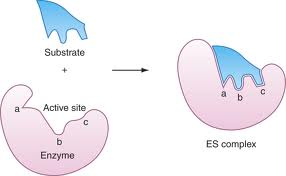 Substrate
+
Active site
a
c
b
Enzyme
a
b
c
ES complex